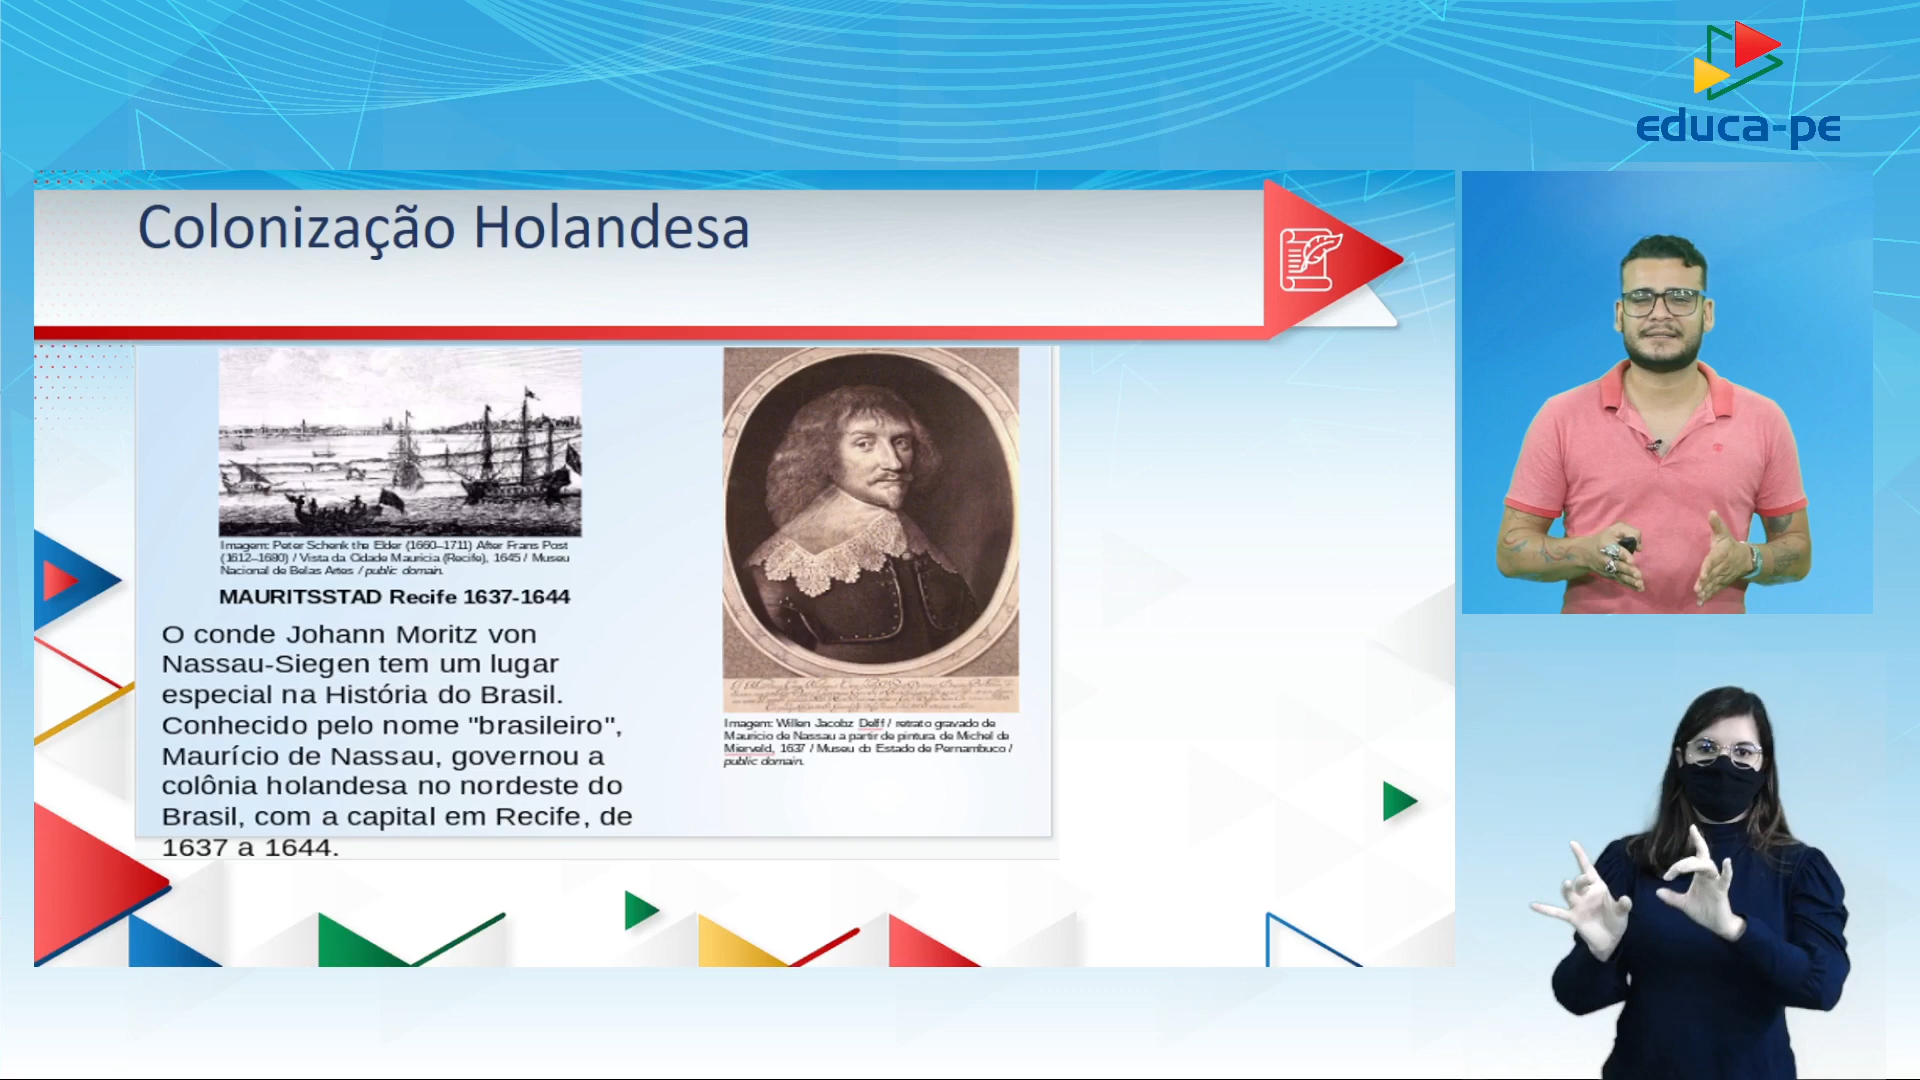 educa-pe
Colonização Holandesa
Imagem: Peter Schenk the Elder (1660–1711) After Frans Post
(1612–1680) / Vista da Cidade Maurícia (Recife), 1645 / Museu
Nacional de Belas Artes / public domain.
MAURITSSTAD Recife 1637-1644
O conde Johann Moritz von
Nassau-Siegen tem um lugar
especial na História do Brasil.
Conhecido pelo nome "brasileiro",
Maurício de Nassau, governou a
colônia holandesa no nordeste do
Brasil, com a capital em Recife, de
1637 a 1644.
Imagem: Willen Jacobz Delff / retrato gravado de
Maurício de Nassau a partir de pintura de Michel de
Mierveld, 1637 / Museu do Estado de Pernambuco /
public domain.